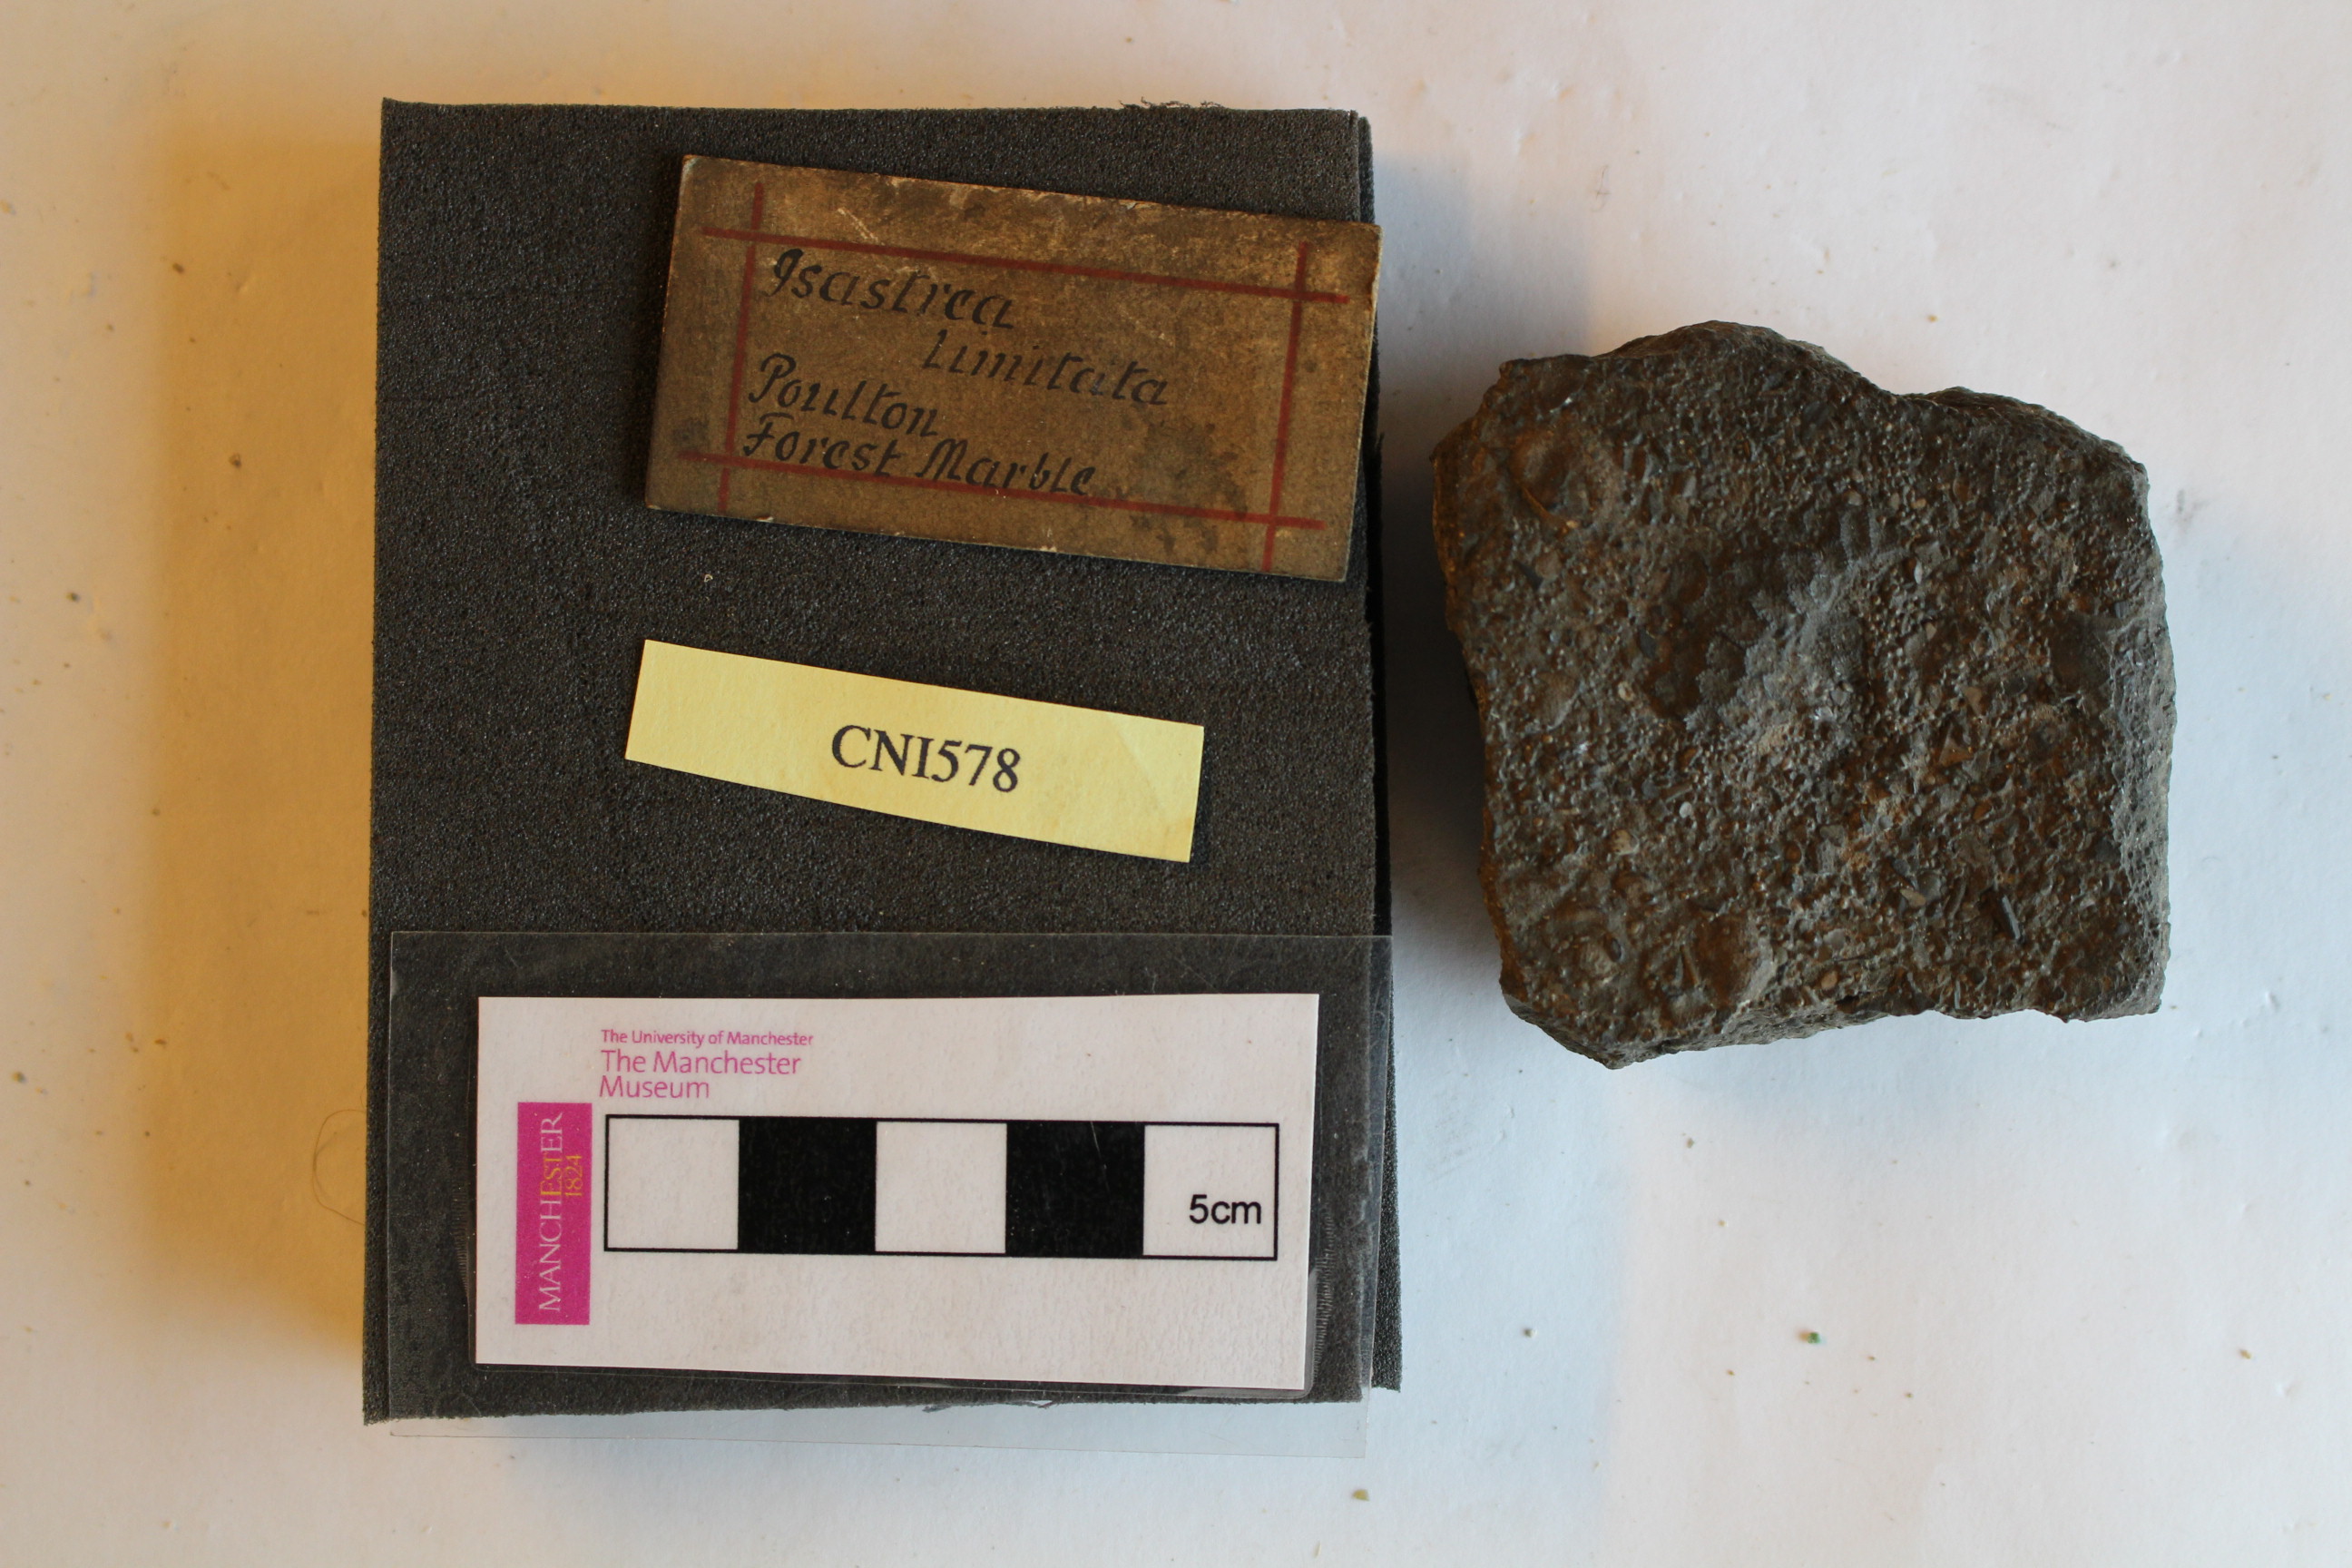 Isastrea
Limitata
Poulton
Forest Marble
CNI578
The University of Manchester
The Manchester
Museum
MANCHESTER
1824
5cm